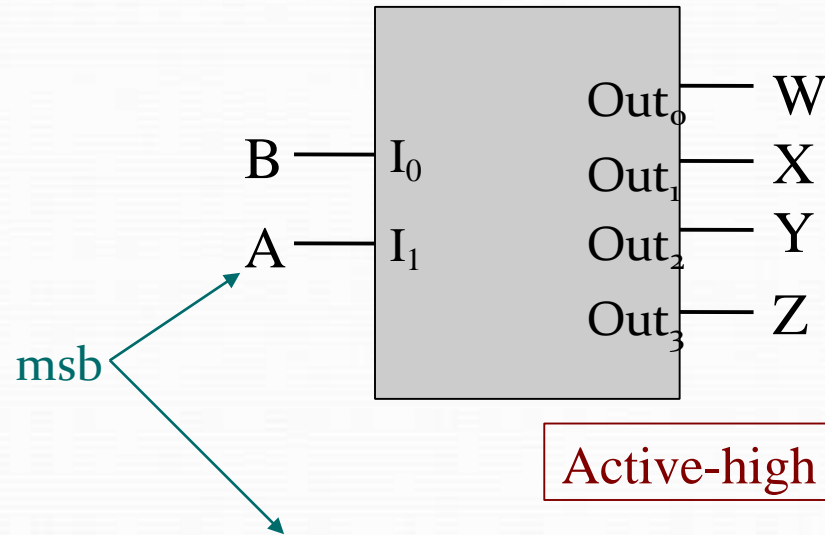 Out₀ W
B I₀
Out₁ X
A I₁
Out₂ Y
Out₃ Z
msb
Active-high